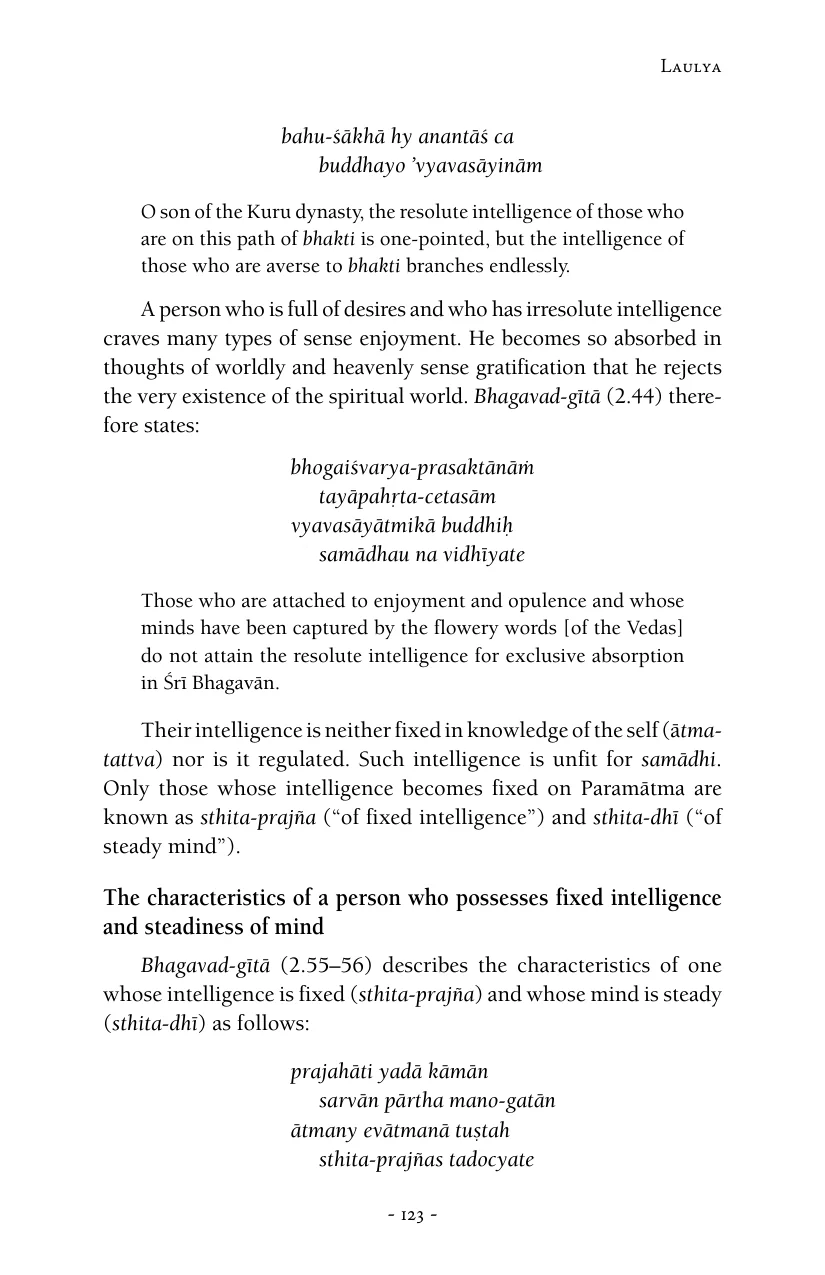 Laulya
bahu-śākhā hy anantāś ca
buddhayo ’vyavasāyinām
O son of the Kuru dynasty, the resolute intelligence of those who
are on this path of bhakti is one-pointed, but the intelligence of
those who are averse to bhakti branches endlessly.
A person who is full of desires and who has irresolute intelligence
craves many types of sense enjoyment. He becomes so absorbed in
thoughts of worldly and heavenly sense gratification that he rejects
the very existence of the spiritual world. Bhagavad-gītā (2.44) there-
fore states:
bhogaiśvarya-prasaktānāṁ
tayāpahṛta-cetasām
vyavasāyātmikā buddhiḥ
samādhau na vidhīyate
Those who are attached to enjoyment and opulence and whose
minds have been captured by the flowery words [of the Vedas]
do not attain the resolute intelligence for exclusive absorption
in Śrī Bhagavān.
Their intelligence is neither fixed in knowledge of the self (ātma-
tattva) nor is it regulated. Such intelligence is unfit for samādhi.
Only those whose intelligence becomes fixed on Paramātma are
known as sthita-prajña (“of fixed intelligence”) and sthita-dhī (“of
steady mind”).
The characteristics of a person who possesses fixed intelligence
and steadiness of mind
Bhagavad-gītā (2.55–56) describes the characteristics of one
whose intelligence is fixed (sthita-prajña) and whose mind is steady
(sthita-dhī) as follows:
prajahāti yadā kāmān
sarvān pārtha mano-gatān
ātmany evātmanā tuṣtah
sthita-prajñas tadocyate
- 123 -